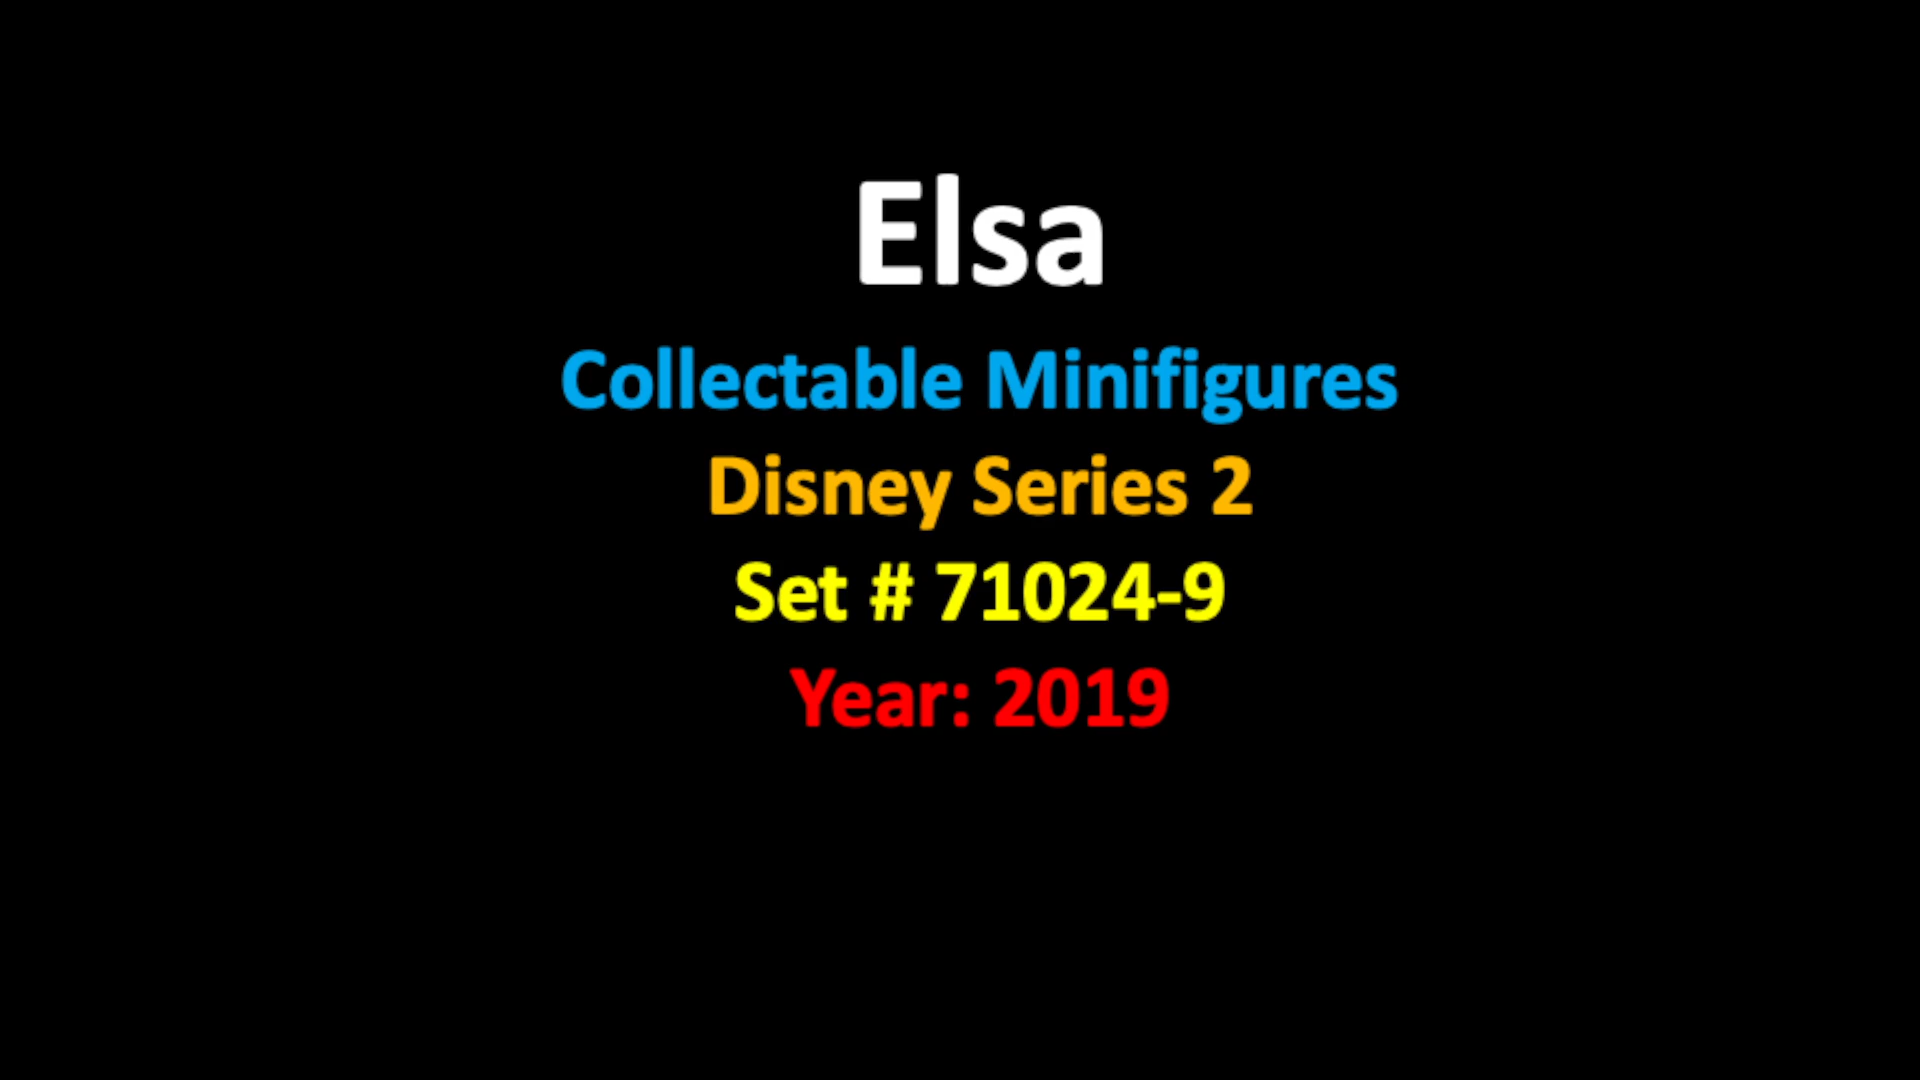 Elsa
Collectable Minifigures
Disney Series 2
Set # 71024-9
Year: 2019